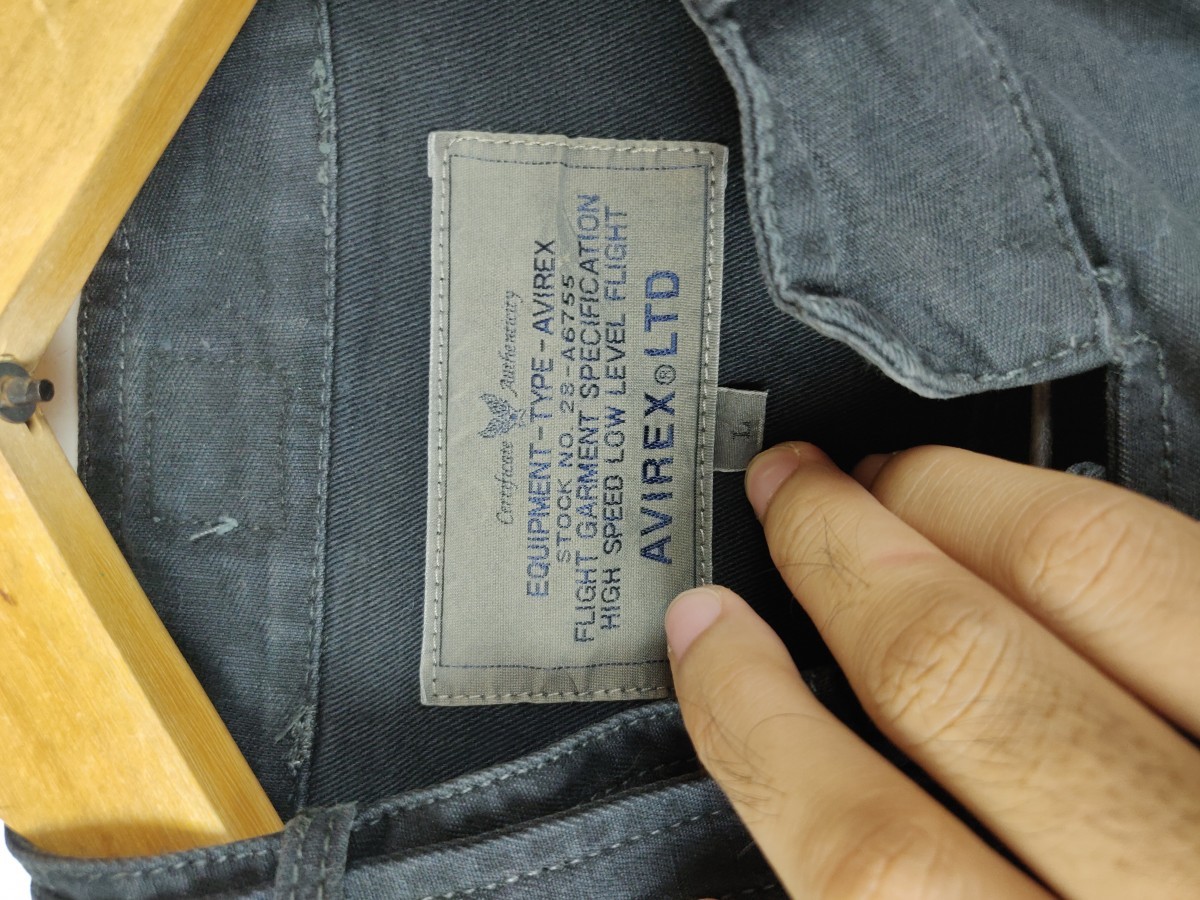 Certificate Authenticity
EQUIPMENT-TYPE-AVIREX
STOCK NO. 28-A6755
FLIGHT GARMENT SPECIFICATION
HIGH SPEED LOW LEVEL FLIGHT
AVIREX® LTD
L